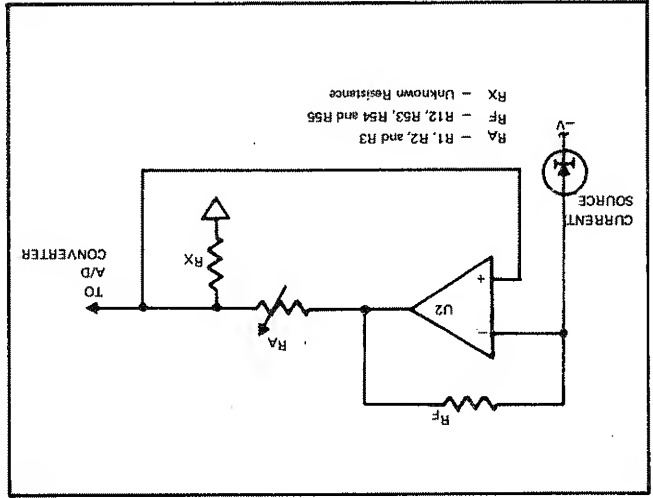 RF
RA
–
U2
+
TO
A/D
CONVERTER
RX
CURRENT
SOURCE
–V
RA – R1, R2, and R3
RF – R12, R53, R54 and R55
RX – Unknown Resistance